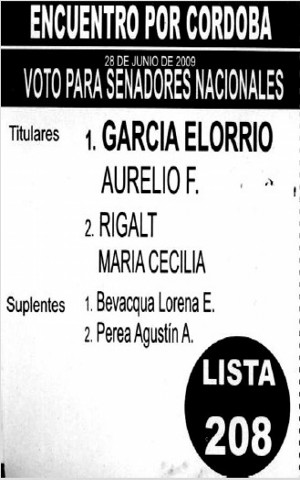 ENCUENTRO POR CORDOBA
28 DE JUNIO DE 2009
VOTO PARA SENADORES NACIONALES
Titulares 1. GARCIA ELORRIO
AURELIO F.
2. RIGALT
MARIA CECILIA
Suplentes 1. Bevacqua Lorena E.
2. Perea Agustín A.
LISTA
208